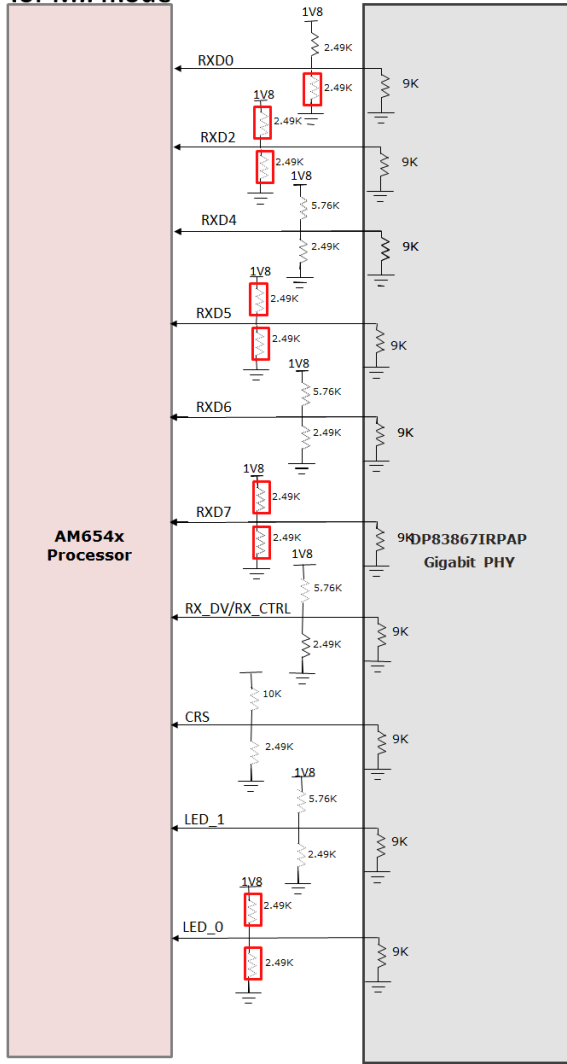 1V8
2.49K
RXD0
2.49K
9K
1V8
2.49K
RXD2
2.49K
9K
1V8
5.76K
RXD4
2.49K
9K
1V8
2.49K
RXD5
2.49K
9K
1V8
5.76K
RXD6
2.49K
9K
1V8
2.49K
RXD7
2.49K
9K
AM654x
Processor
DP83867IRPAP
Gigabit PHY
1V8
5.76K
RX_DV/RX_CTRL
2.49K
9K
10K
CRS
2.49K
9K
1V8
5.76K
LED_1
2.49K
9K
1V8
2.49K
LED_0
2.49K
9K